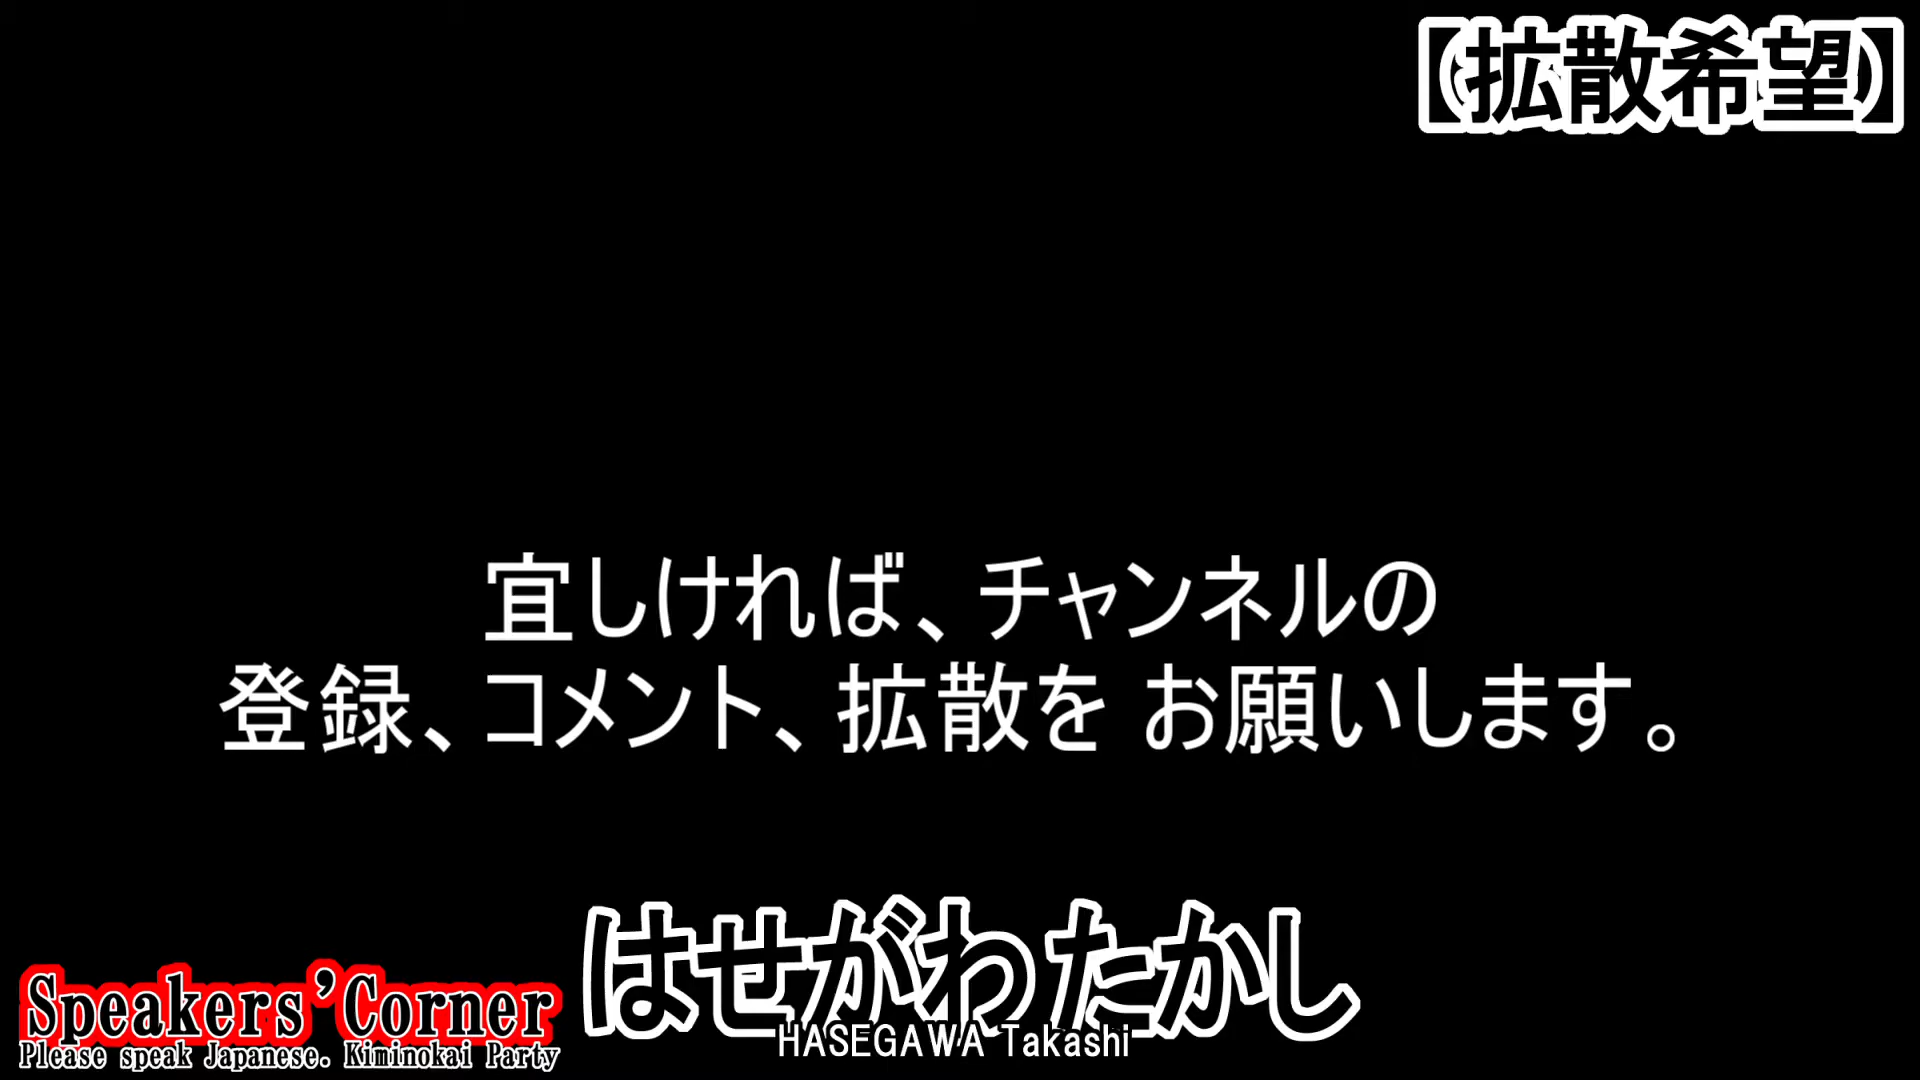 【拡散希望】
宜しければ、チャンネルの
登録、コメント、拡散を お願いします。
はせがわたかし
HASEGAWA Takashi
Speakers’Corner
Please speak Japanese. Kiminokai Party